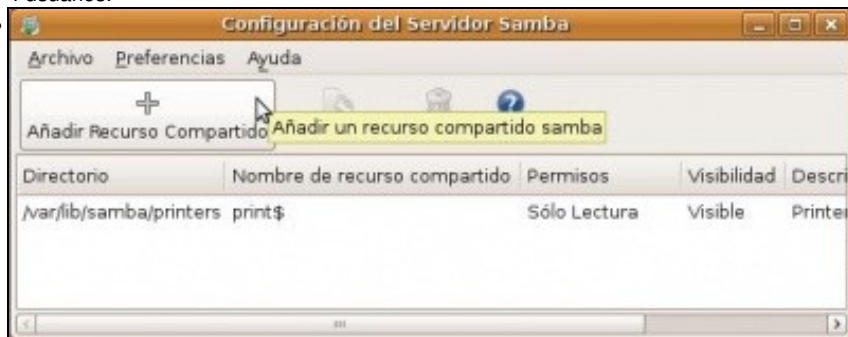 Configuración del Servidor Samba
Archivo Preferencias Ayuda
Añadir Recurso Compartido
Añadir un recurso compartido samba
Directorio Nombre de recurso compartido Permisos Visibilidad Descri
/var/lib/samba/printers print$ Sólo Lectura Visible Printer